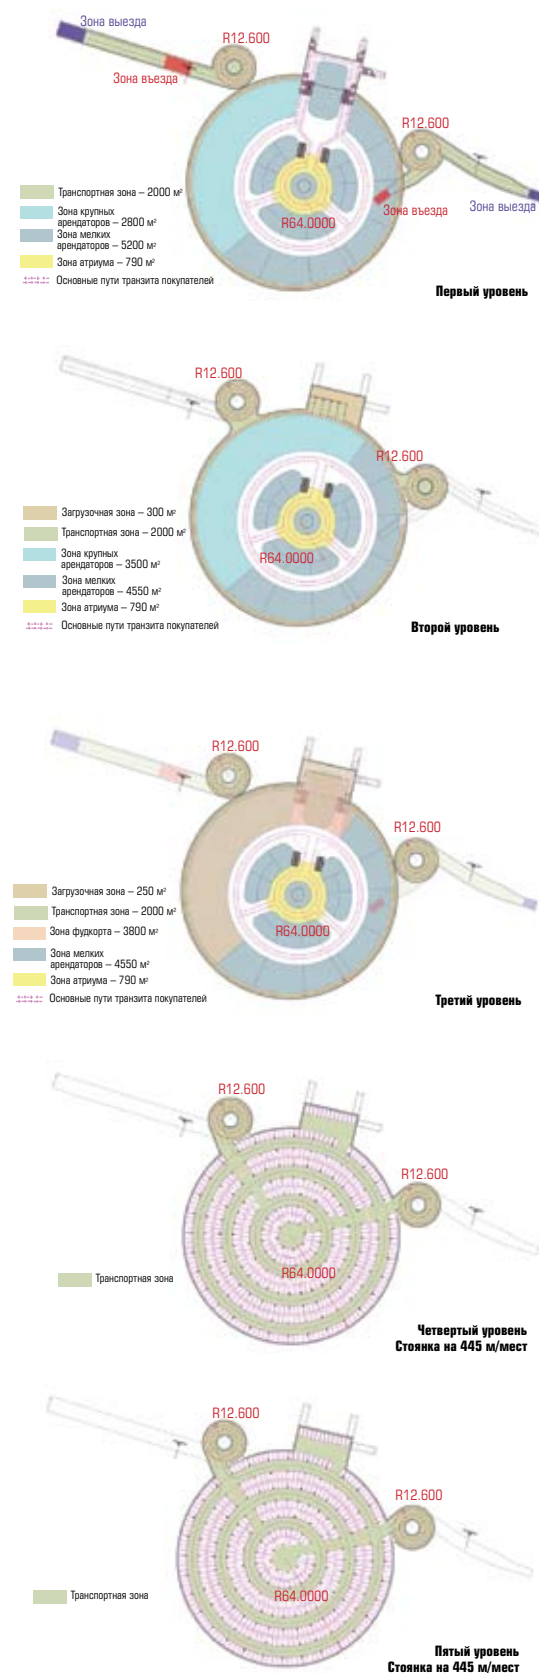 Зона выезда
R12.600
Зона въезда
R12.600
R64.0000
Зона въезда
Зона выезда
Транспортная зона – 2000 м²
Зона крупных
арендаторов – 2800 м²
Зона мелких
арендаторов – 5200 м²
Зона атриума – 790 м²
Основные пути транзита покупателей
Первый уровень
R12.600
R12.600
R64.0000
Загрузочная зона – 300 м²
Транспортная зона – 2000 м²
Зона крупных
арендаторов – 3500 м²
Зона мелких
арендаторов – 4550 м²
Зона атриума – 790 м²
Основные пути транзита покупателей
Второй уровень
R12.600
R12.600
R64.0000
Загрузочная зона – 250 м²
Транспортная зона – 2000 м²
Зона фудкорта – 3800 м²
Зона мелких
арендаторов – 4550 м²
Зона атриума – 790 м²
Основные пути транзита покупателей
Третий уровень
R12.600
R12.600
R64.0000
Транспортная зона
Четвертый уровень
Стоянка на 445 м/мест
R12.600
R12.600
R64.0000
Транспортная зона
Пятый уровень
Стоянка на 445 м/мест